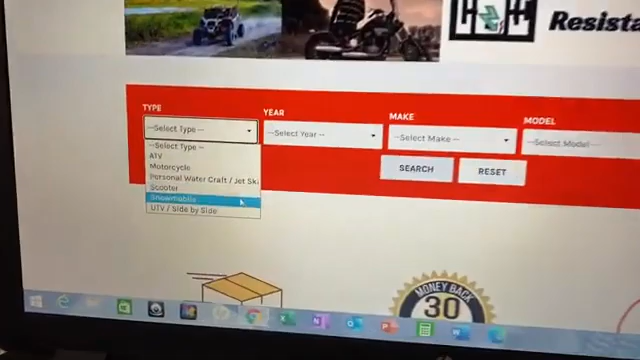 Resista
TYPE
YEAR
MAKE
MODEL
--Select Type --
--Select Year --
--Select Make --
--Select Model--
--Select Type --
ATV
Motorcycle
Personal Water Craft / Jet Ski
Scooter
Snowmobile
UTV / Side by Side
SEARCH
RESET
MONEY BACK
30